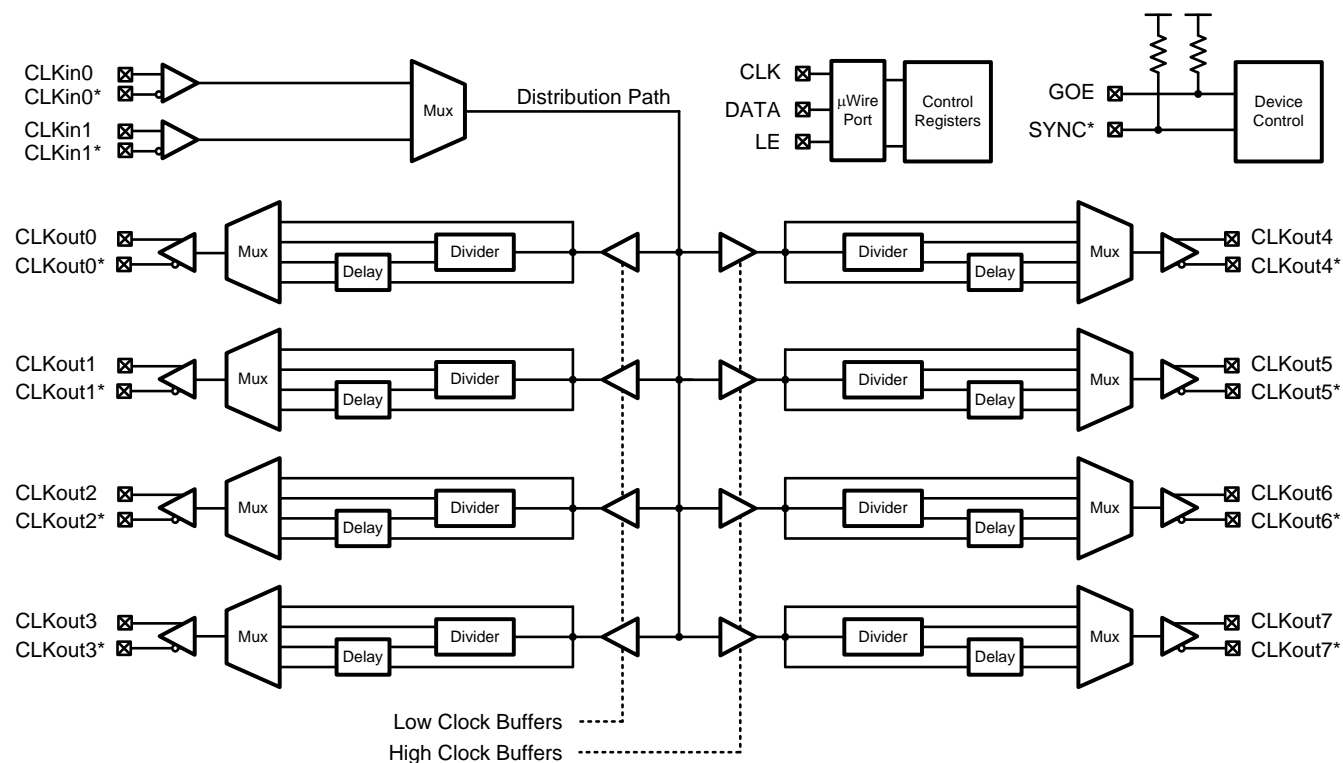 CLKin0
CLKin0*
CLKin1
CLKin1*
Mux
Distribution Path
CLK
DATA
LE
µWire
Port
Control
Registers
GOE
SYNC*
Device
Control
CLKout0
CLKout0*
Mux
Delay
Divider
Divider
Delay
Mux
CLKout4
CLKout4*
CLKout1
CLKout1*
Mux
Delay
Divider
Divider
Delay
Mux
CLKout5
CLKout5*
CLKout2
CLKout2*
Mux
Delay
Divider
Divider
Delay
Mux
CLKout6
CLKout6*
CLKout3
CLKout3*
Mux
Delay
Divider
Divider
Delay
Mux
CLKout7
CLKout7*
Low Clock Buffers
High Clock Buffers